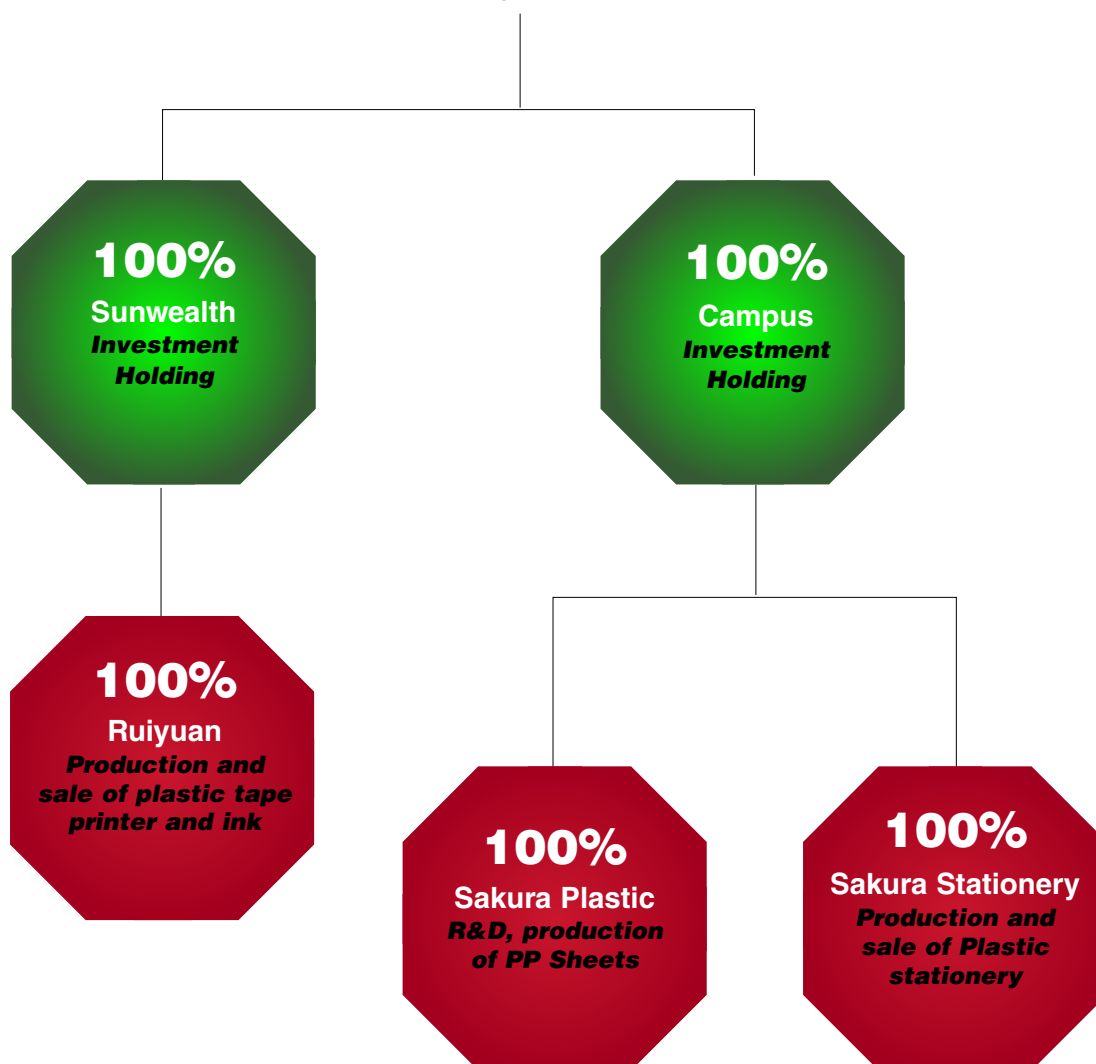 100%
Sunwealth
Investment
Holding
100%
Campus
Investment
Holding
100%
Ruiyuan
Production and
sale of plastic tape
printer and ink
100%
Sakura Plastic
R&D, production
of PP Sheets
100%
Sakura Stationery
Production and
sale of Plastic
stationery